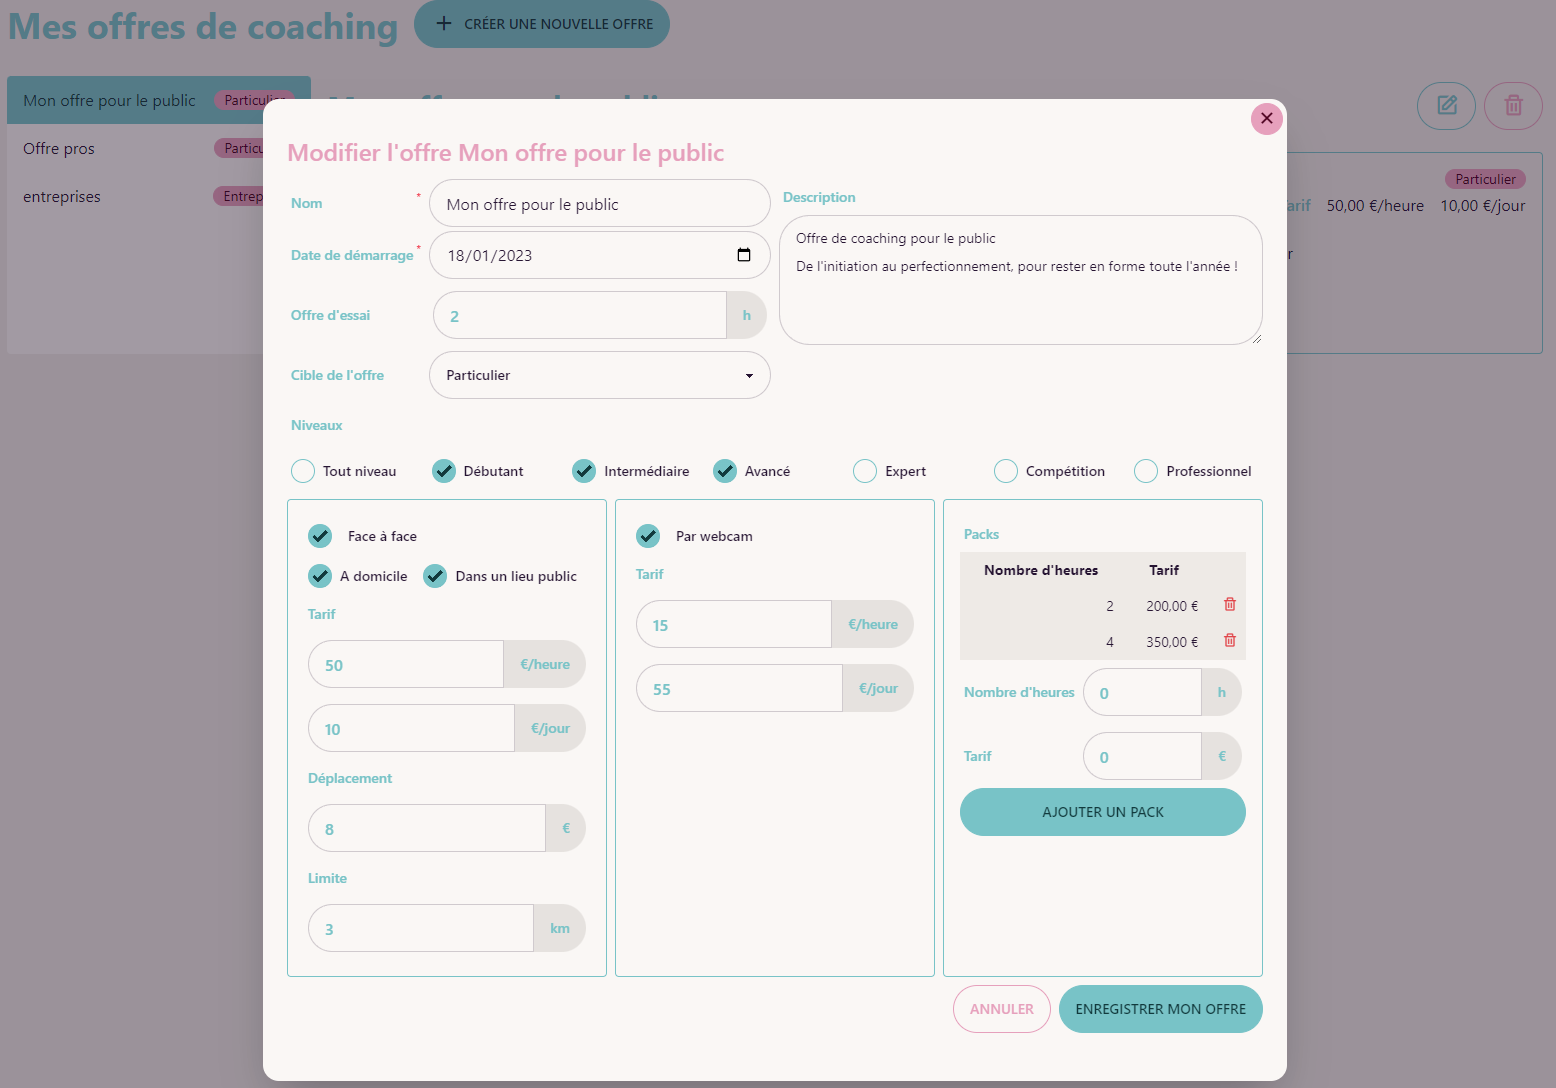 Mes offres de coaching
CRÉER UNE NOUVELLE OFFRE
Mon offre pour le public Particulier
Offre pros
entreprises
Particulier
50,00 €/heure 10,00 €/jour
Modifier l'offre Mon offre pour le public
Nom * Mon offre pour le public
Date de démarrage * 18/01/2023
Offre d'essai 2 h
Cible de l'offre Particulier
Description
Offre de coaching pour le public
De l'initiation au perfectionnement, pour rester en forme toute l'année !
Niveaux
Tout niveau Débutant Intermédiaire Avancé Expert Compétition Professionnel
Face à face
A domicile Dans un lieu public
Tarif
50 €/heure
10 €/jour
Déplacement
8 €
Limite
3 km
Par webcam
Tarif
15 €/heure
55 €/jour
Packs
Nombre d'heures Tarif
2 200,00 €
4 350,00 €
Nombre d'heures 0 h
Tarif 0 €
AJOUTER UN PACK
ANNULER
ENREGISTRER MON OFFRE